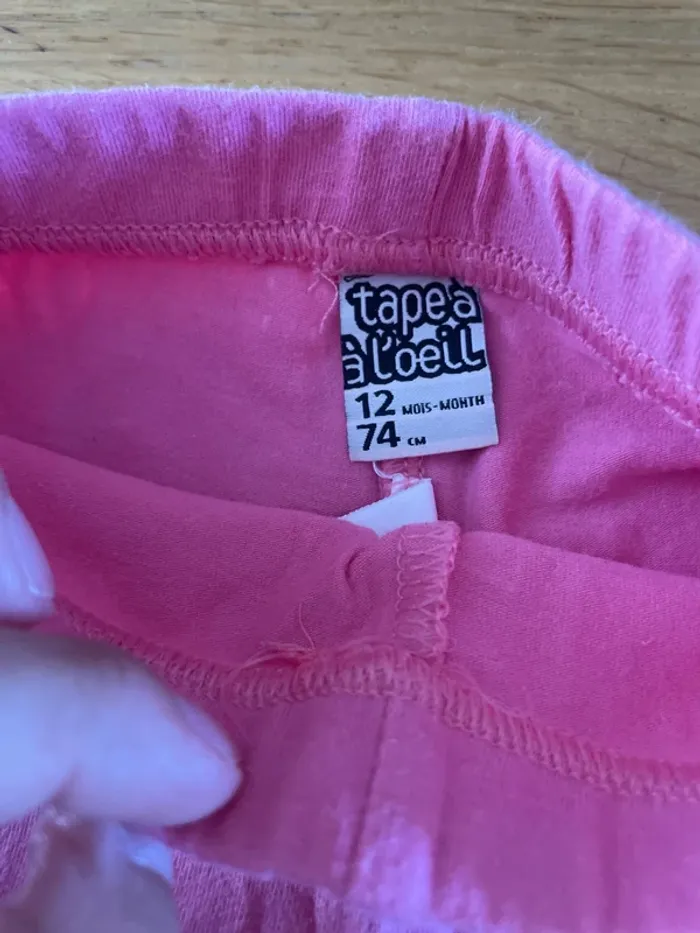 tape à
à l'oeil
12 MOIS-MONTH
74 CM